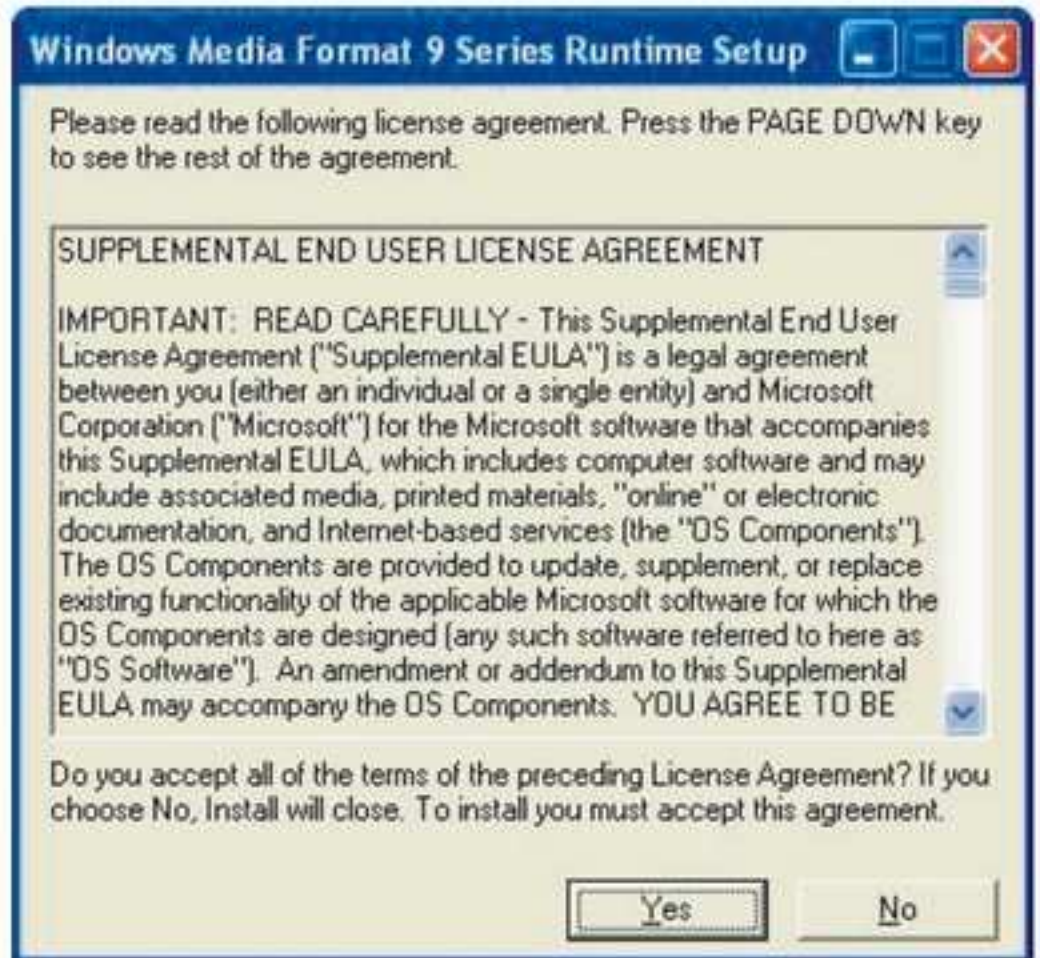 Windows Media Format 9 Series Runtime Setup
Please read the following license agreement. Press the PAGE DOWN key
to see the rest of the agreement.
SUPPLEMENTAL END USER LICENSE AGREEMENT
IMPORTANT:  READ CAREFULLY - This Supplemental End User
License Agreement ("Supplemental EULA") is a legal agreement
between you (either an individual or a single entity) and Microsoft
Corporation ("Microsoft") for the Microsoft software that accompanies
this Supplemental EULA, which includes computer software and may
include associated media, printed materials, "online" or electronic
documentation, and Internet-based services (the "OS Components").
The OS Components are provided to update, supplement, or replace
existing functionality of the applicable Microsoft software for which the
OS Components are designed (any such software referred to here as
"OS Software").  An amendment or addendum to this Supplemental
EULA may accompany the OS Components.  YOU AGREE TO BE
Do you accept all of the terms of the preceding License Agreement? If you
choose No, Install will close. To install you must accept this agreement.
Yes
No